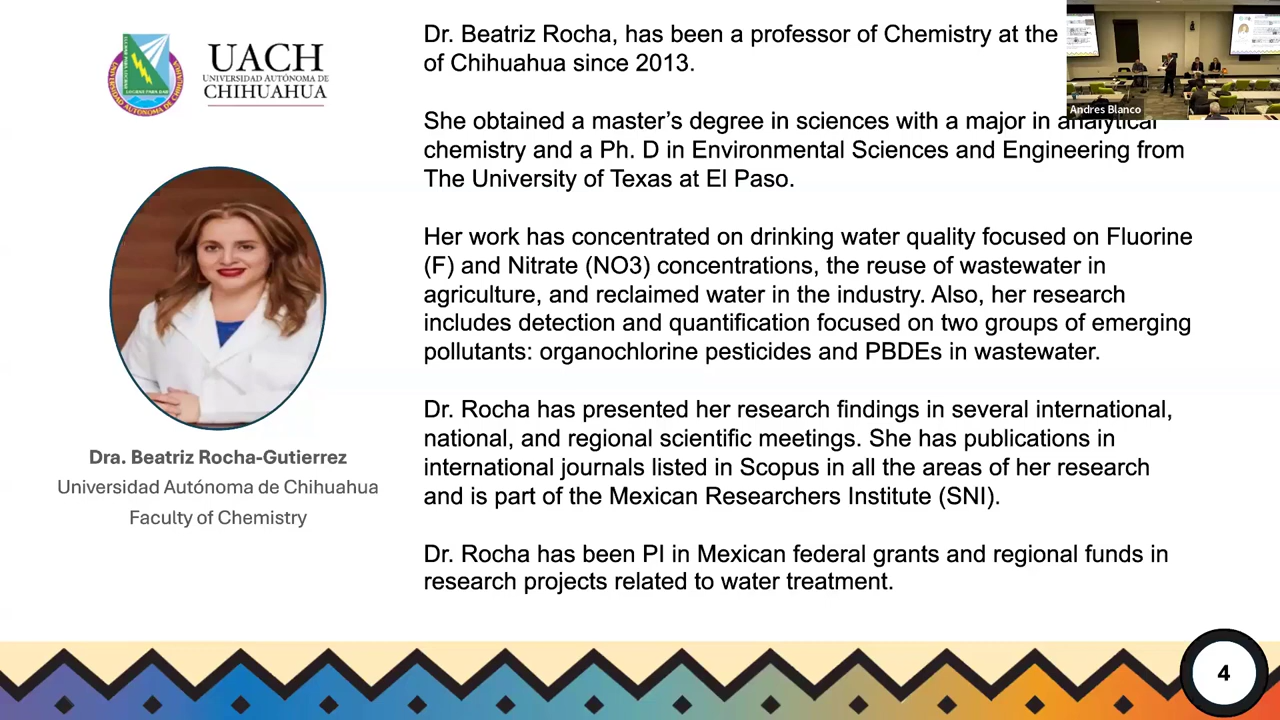 UACH
UNIVERSIDAD AUTÓNOMA DE
CHIHUAHUA
Dr. Beatriz Rocha, has been a professor of Chemistry at the
of Chihuahua since 2013.
Andres Blanco
She obtained a master’s degree in sciences with a major in analytical
chemistry and a Ph. D in Environmental Sciences and Engineering from
The University of Texas at El Paso.
Her work has concentrated on drinking water quality focused on Fluorine
(F) and Nitrate (NO3) concentrations, the reuse of wastewater in
agriculture, and reclaimed water in the industry. Also, her research
includes detection and quantification focused on two groups of emerging
pollutants: organochlorine pesticides and PBDEs in wastewater.
Dr. Rocha has presented her research findings in several international,
national, and regional scientific meetings. She has publications in
international journals listed in Scopus in all the areas of her research
and is part of the Mexican Researchers Institute (SNI).
Dr. Rocha has been PI in Mexican federal grants and regional funds in
research projects related to water treatment.
Dra. Beatriz Rocha-Gutierrez
Universidad Autónoma de Chihuahua
Faculty of Chemistry
4